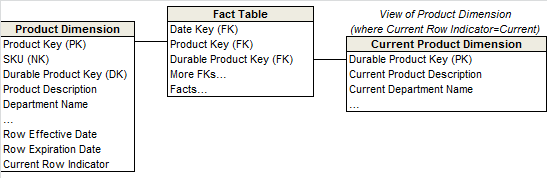 Product Dimension
Product Key (PK)
SKU (NK)
Durable Product Key (DK)
Product Description
Department Name
...
Row Effective Date
Row Expiration Date
Current Row Indicator
Fact Table
Date Key (FK)
Product Key (FK)
Durable Product Key (FK)
More FKs...
Facts...
View of Product Dimension
(where Current Row Indicator=Current)
Current Product Dimension
Durable Product Key (PK)
Current Product Description
Current Department Name
...